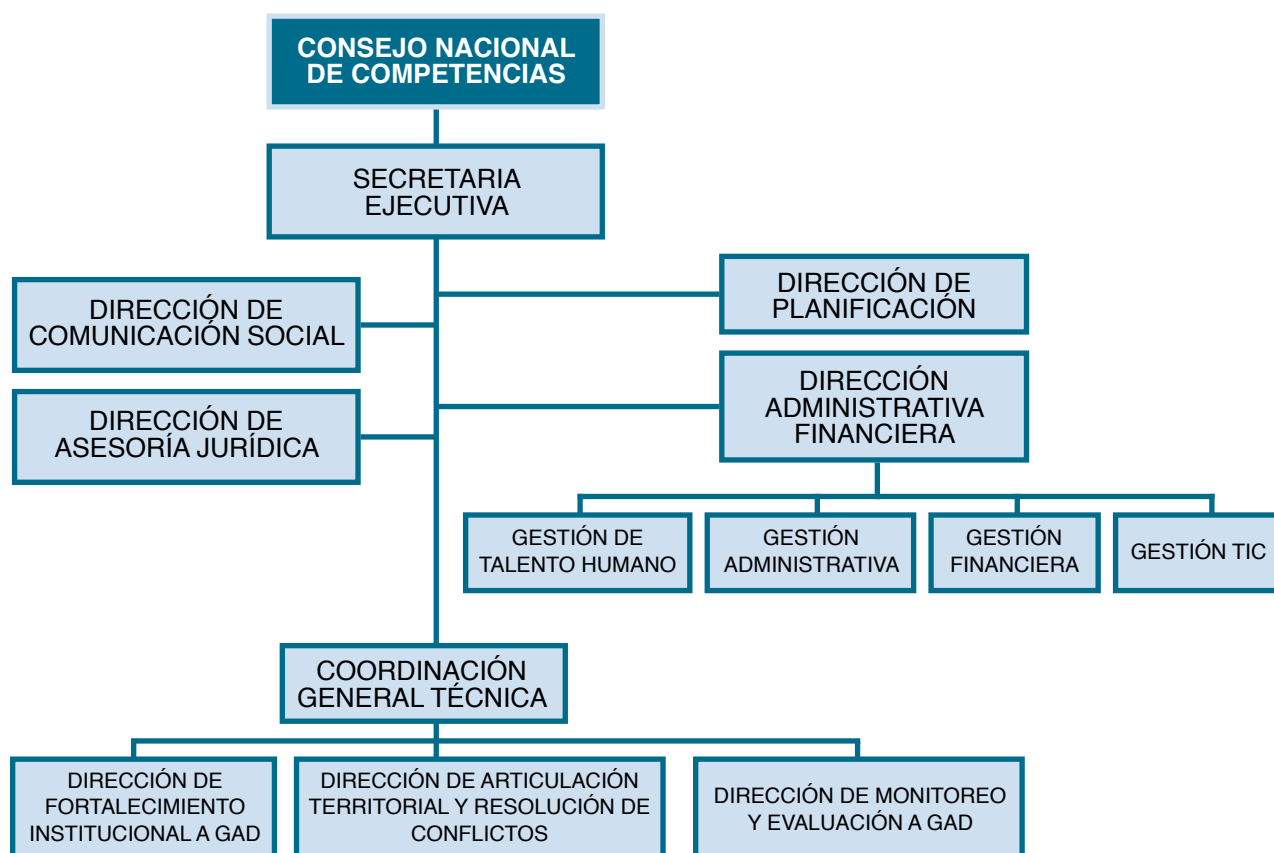 CONSEJO NACIONAL
DE COMPETENCIAS
SECRETARIA
EJECUTIVA
DIRECCIÓN DE
COMUNICACIÓN SOCIAL
DIRECCIÓN DE
PLANIFICACIÓN
DIRECCIÓN DE
ASESORÍA JURÍDICA
DIRECCIÓN
ADMINISTRATIVA
FINANCIERA
GESTIÓN DE
TALENTO HUMANO
GESTIÓN
ADMINISTRATIVA
GESTIÓN
FINANCIERA
GESTIÓN TIC
COORDINACIÓN
GENERAL TÉCNICA
DIRECCIÓN DE
FORTALECIMIENTO
INSTITUCIONAL A GAD
DIRECCIÓN DE ARTICULACIÓN
TERRITORIAL Y RESOLUCIÓN DE
CONFLICTOS
DIRECCIÓN DE MONITOREO
Y EVALUACIÓN A GAD